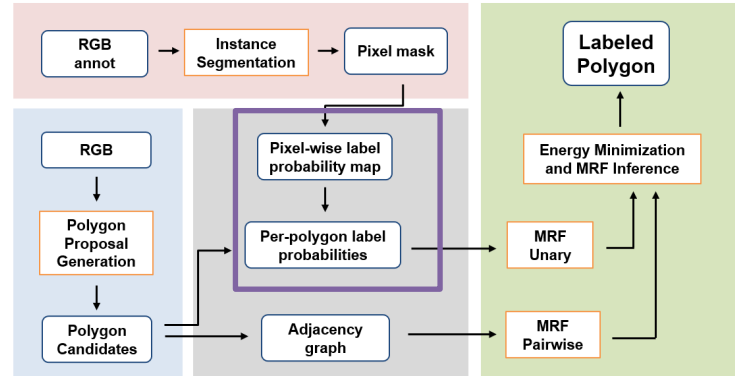 RGB
annot
Instance
Segmentation
Pixel mask
Labeled
Polygon
RGB
Pixel-wise label
probability map
Energy Minimization
and MRF Inference
Polygon
Proposal
Generation
Per-polygon label
probabilities
MRF
Unary
Polygon
Candidates
Adjacency
graph
MRF
Pairwise